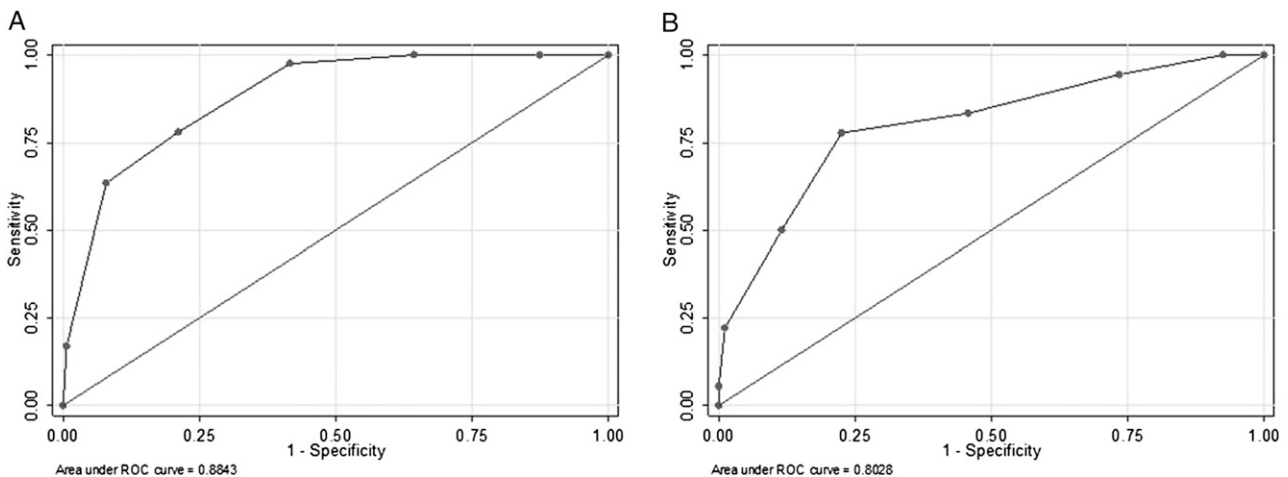 A
1.00
0.75
0.50
0.25
0.00
Sensitivity
0.00 0.25 0.50 0.75 1.00
1 - Specificity
Area under ROC curve = 0.8843
B
1.00
0.75
0.50
0.25
0.00
Sensitivity
0.00 0.25 0.50 0.75 1.00
1 - Specificity
Area under ROC curve = 0.8028